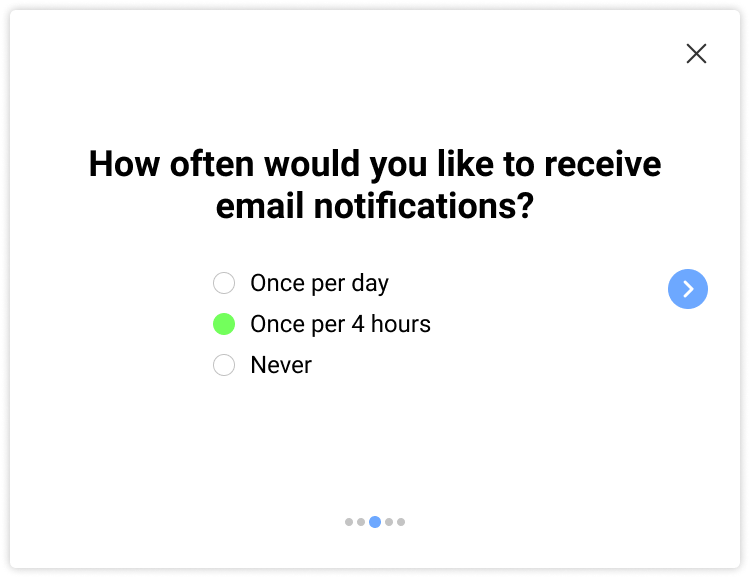 How often would you like to receive
email notifications?
Once per day
Once per 4 hours
Never